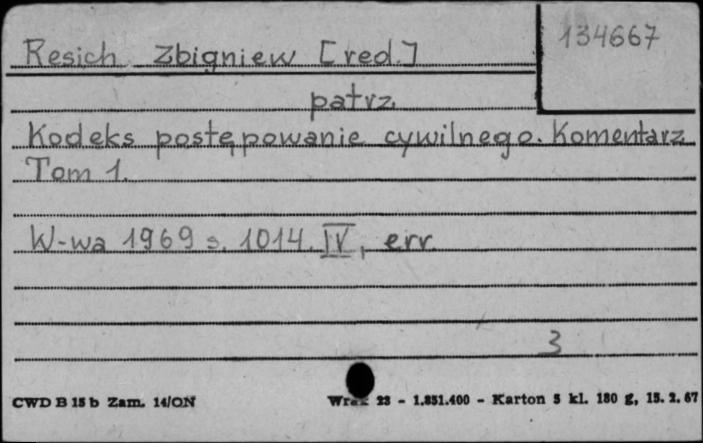 134667
Resich Zbigniew [red.]
patrz.
Kodeks postępowanie cywilnego. Komentarz
Tom 1.
W-wa 1969 s. 1014. IV, err.
3
CWD B 15 b Zam. 14/ON
23 - 1.851.400 - Karton 5 kl. 180 g, 15. 2. 67